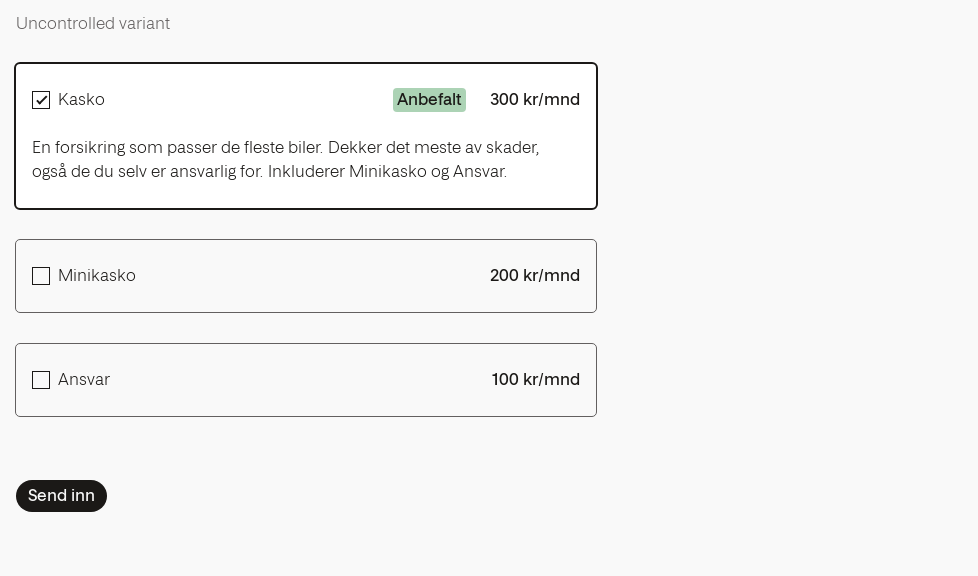 Uncontrolled variant
Kasko Anbefalt 300 kr/mnd
En forsikring som passer de fleste biler. Dekker det meste av skader,
også de du selv er ansvarlig for. Inkluderer Minikasko og Ansvar.
Minikasko 200 kr/mnd
Ansvar 100 kr/mnd
Send inn